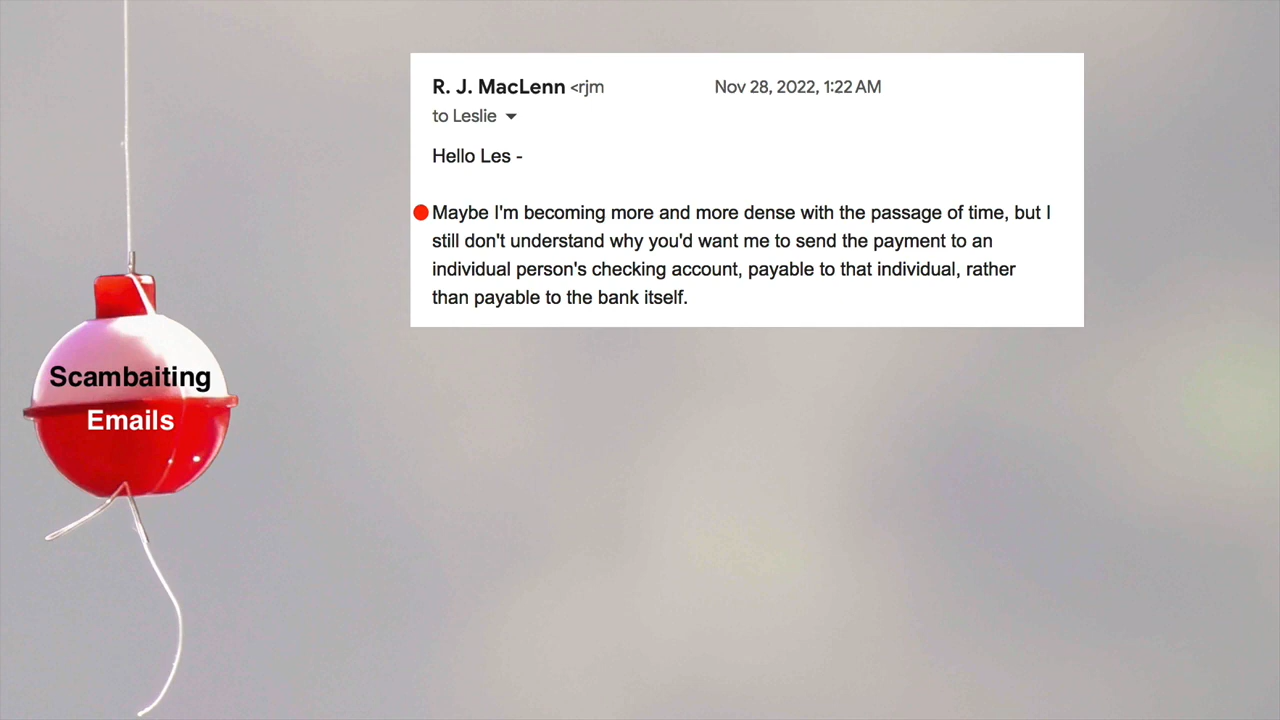 R. J. MacLenn <rjm Nov 28, 2022, 1:22 AM
to Leslie
Hello Les -
Maybe I'm becoming more and more dense with the passage of time, but I
still don't understand why you'd want me to send the payment to an
individual person's checking account, payable to that individual, rather
than payable to the bank itself.
Scambaiting
Emails